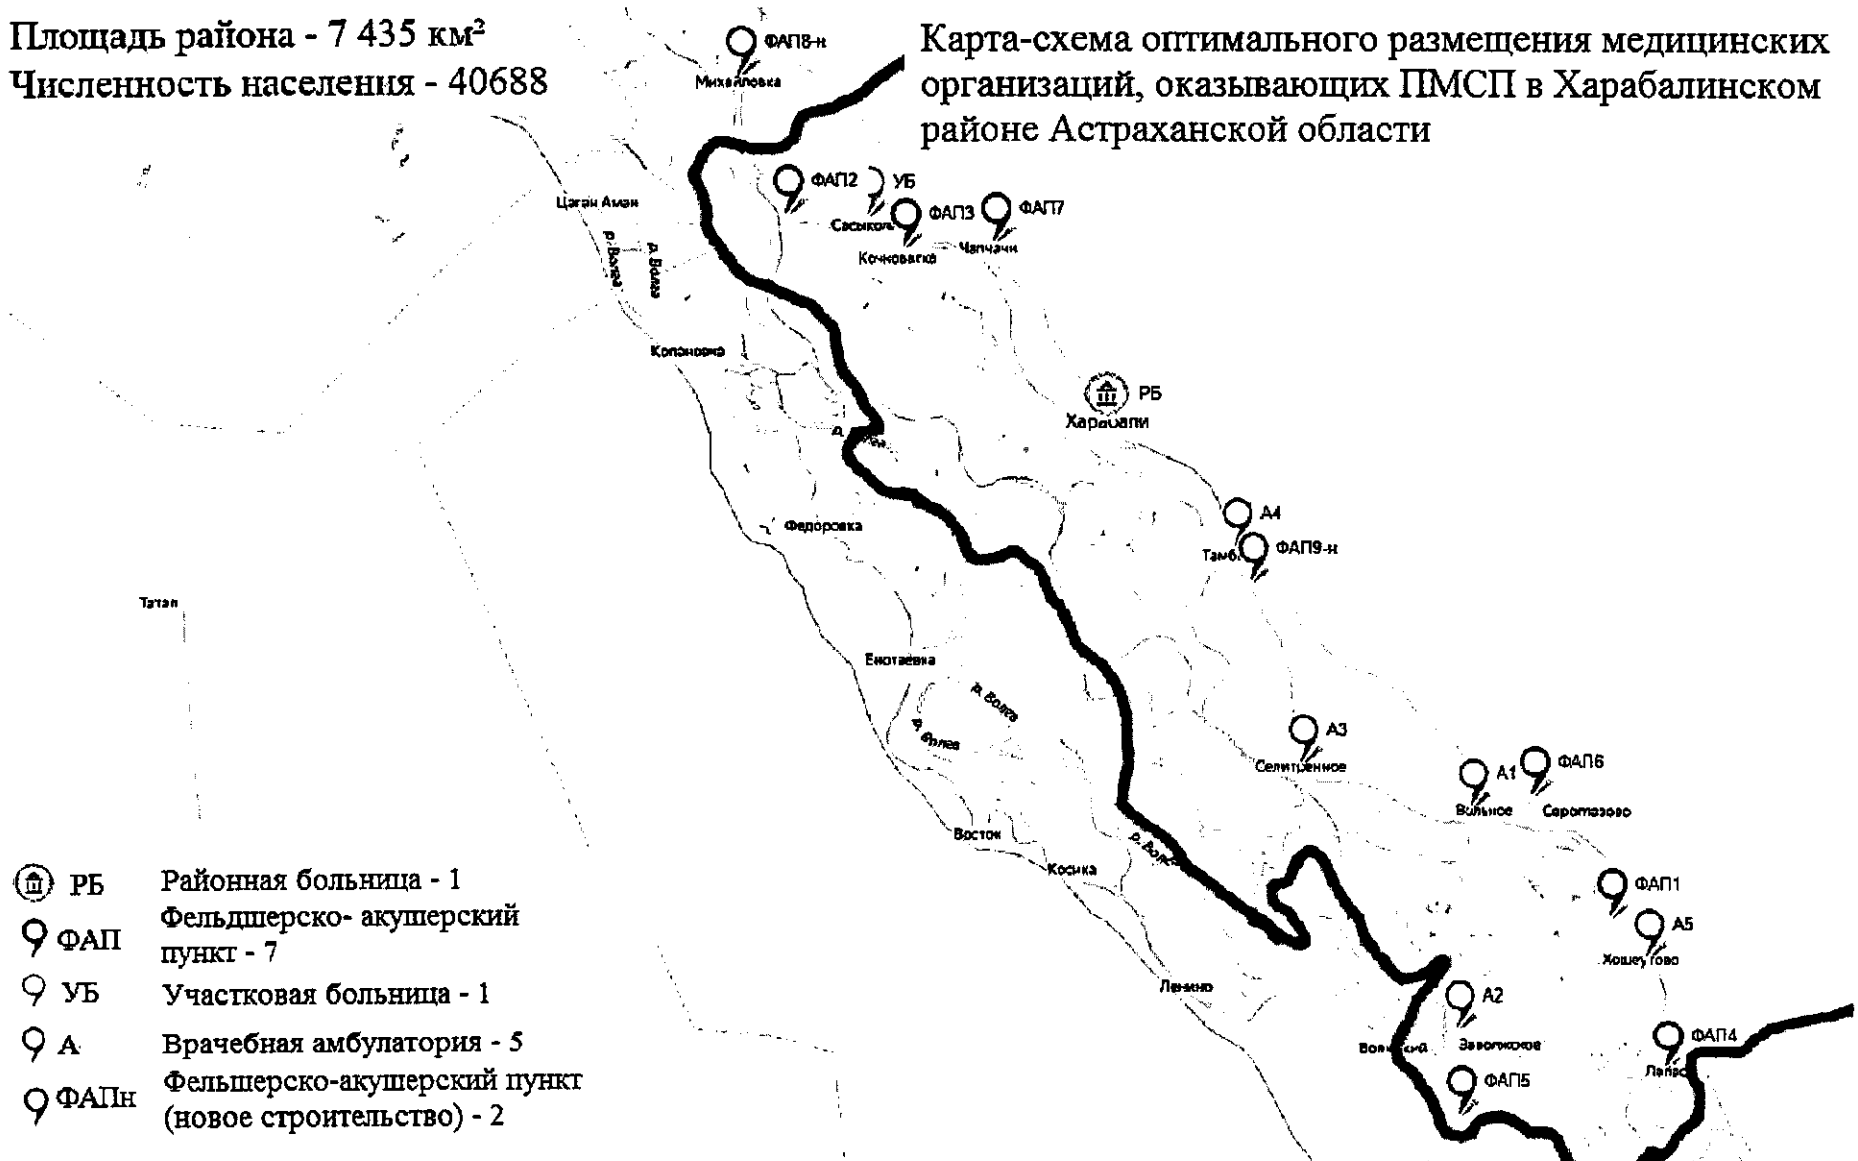 Площадь района - 7 435 км²
Численность населения - 40688
Карта-схема оптимального размещения медицинских
организаций, оказывающих ПМСП в Харабалинском
районе Астраханской области
ФАП8-н
Михайловка
ФАП2
УБ
Цаган Аман
Сасыколи
ФАП3
ФАП7
Кочковатка
Чапчачи
р. Волга
р. Волга
Копановка
РБ
Харабали
А4
Федоровка
ФАП9-н
Татал
Енотаевка
р. Волга
р. Волга
А3
Селитренное
А1
ФАП6
Вольное
Сероглазово
Восток
р. Волга
Косика
ФАП1
А5
Хошеутово
Ленино
А2
Волжский
Заволжское
ФАП4
Лапас
ФАП5
РБ Районная больница - 1
ФАП Фельдшерско- акушерский
пункт - 7
УБ Участковая больница - 1
А Врачебная амбулатория - 5
ФАПн Фельшерско-акушерский пункт
(новое строительство) - 2